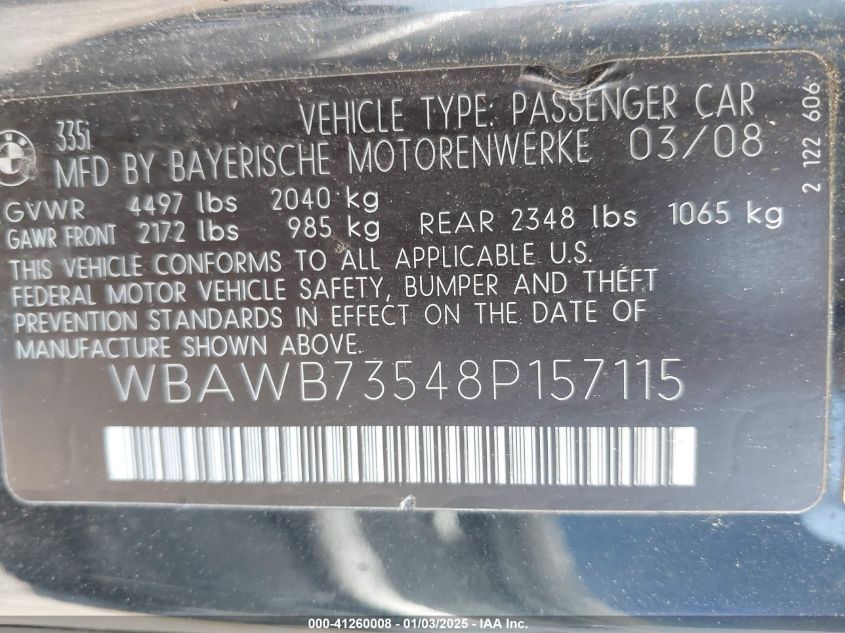 335i VEHICLE TYPE: PASSENGER CAR
MFD BY BAYERISCHE MOTORENWERKE 03/08
GVWR 4497 lbs 2040 kg
GAWR FRONT 2172 lbs 985 kg REAR 2348 lbs 1065 kg
THIS VEHICLE CONFORMS TO ALL APPLICABLE U.S.
FEDERAL MOTOR VEHICLE SAFETY, BUMPER AND THEFT
PREVENTION STANDARDS IN EFFECT ON THE DATE OF
MANUFACTURE SHOWN ABOVE.
WBAWB73548P157115
2 122 606
000-41260008 - 01/03/2025 - IAA Inc.